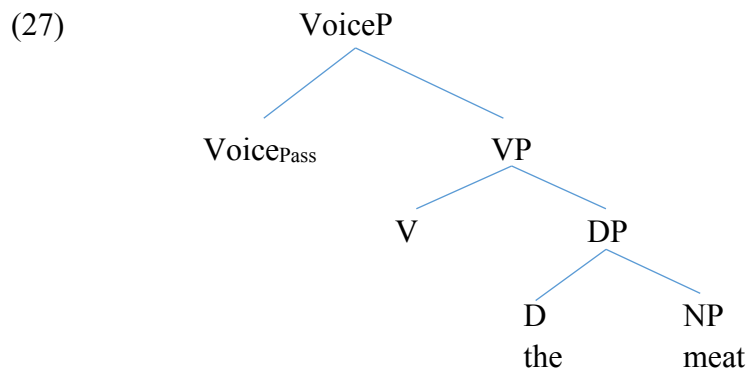 (27) VoiceP
VoicePass VP
V DP
D NP
the meat